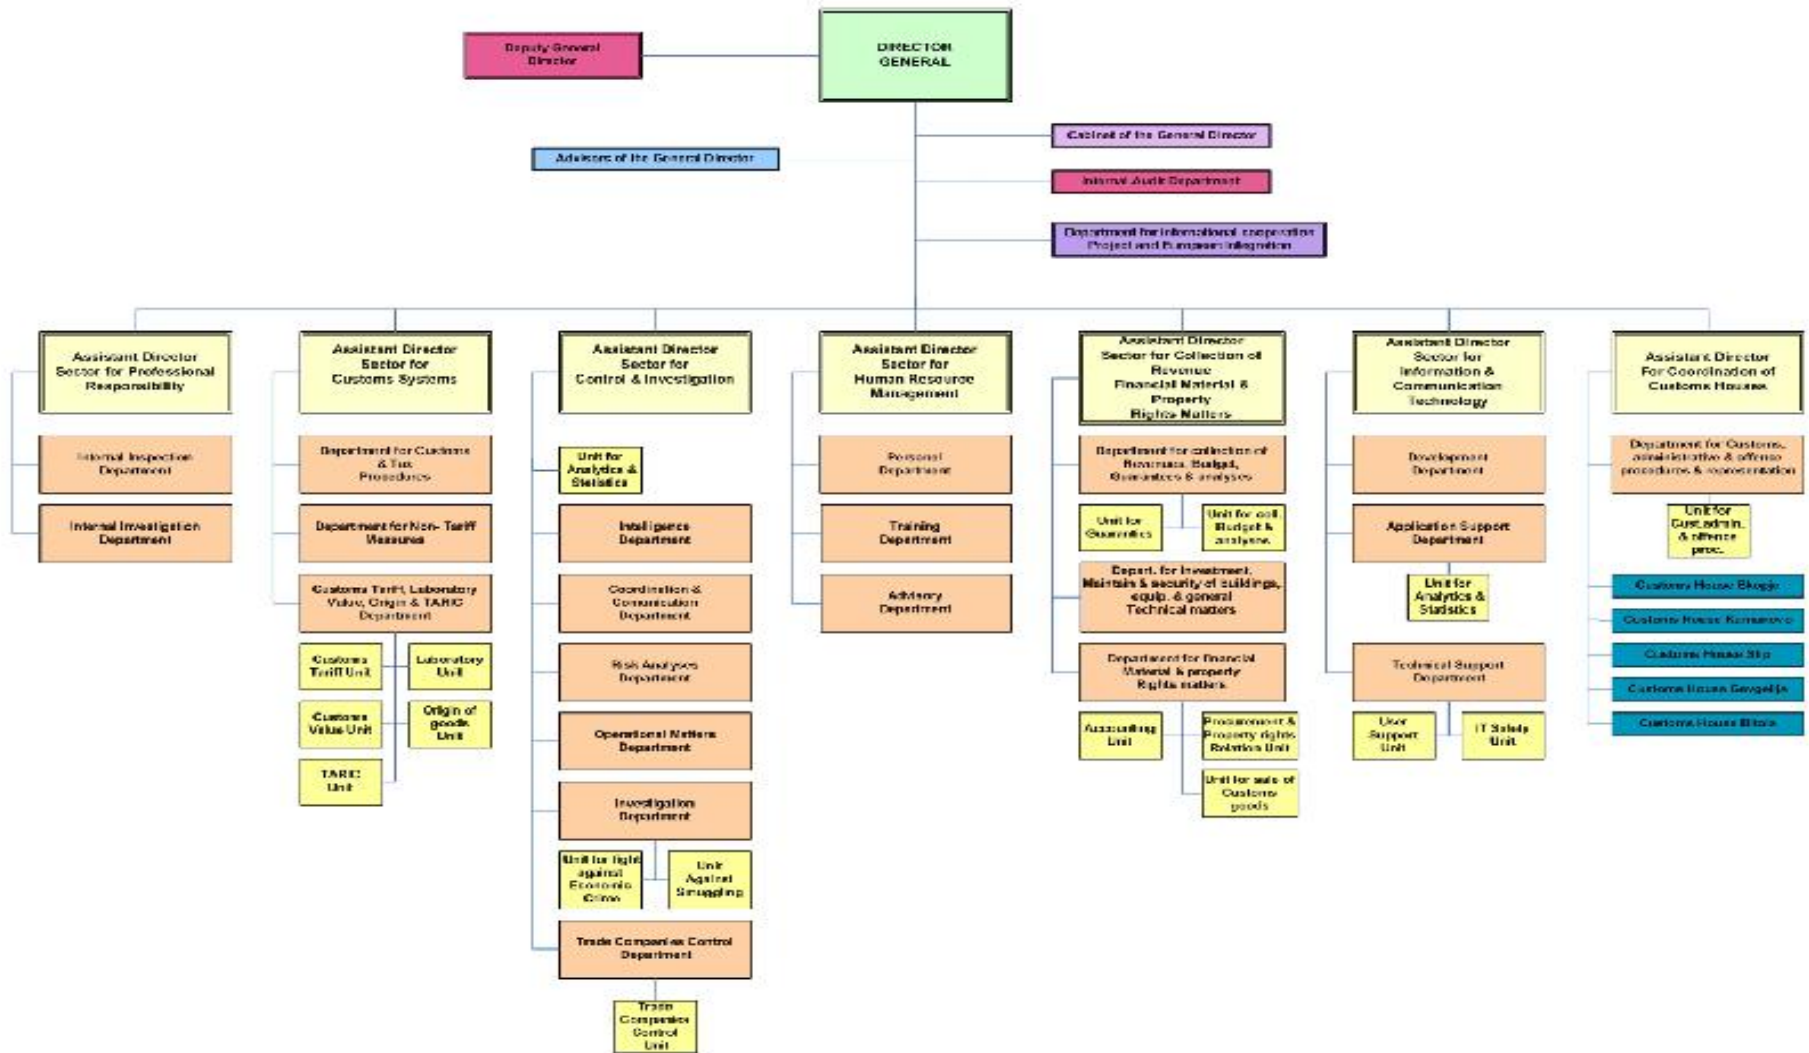 Deputy General
Director
DIRECTOR
GENERAL
Cabinet of the General Director
Advisors of the General Director
Internal Audit Department
Department for international cooperation
Project and European Integration
Assistant Director
Sector for Professional
Responsibility
Internal Inspection
Department
Internal Investigation
Department
Assistant Director
Sector for
Customs Systems
Department for Customs
& Tax
Procedures
Department for Non- Tariff
Measures
Customs Tariff, Laboratory
Value, Origin & TARIC
Department
Customs
Tariff Unit
Laboratory
Unit
Customs
Value Unit
Origin of
goods
Unit
TARIC
Unit
Assistant Director
Sector for
Control & Investigation
Unit for
Analytics &
Statistics
Intelligence
Department
Coordination &
Comunication
Department
Risk Analyses
Department
Operational Matters
Department
Investigation
Department
Unit for fight
against
Economic
Crime
Unit
Against
Smuggling
Trade Companies Control
Department
Trade
Companies
Control
Unit
Assistant Director
Sector for
Human Resource
Management
Personal
Department
Training
Department
Advisory
Department
Assistant Director
Sector for Collection of
Revenue
Financial Material &
Property
Rights Matters
Department for collection of
Revenues, Budget,
Guarantees & analyses
Unit for
Guaranties
Unit for coll.
Budget &
analyses
Depart. for Investment,
Maintain & security of buildings,
equip. & general
Technical matters
Department for financial
Material & property
Rights matters
Accounting
Unit
Procurement &
Property rights
Relation Unit
Unit for sale of
Customs
goods
Assistant Director
Sector for
Information &
Communication
Technology
Development
Department
Application Support
Department
Unit for
Analytics &
Statistics
Technical Support
Department
User
Support
Unit
IT Safety
Unit
Assistant Director
For Coordination of
Customs Houses
Department for Customs,
administrative & offense
procedures & representation
Unit for
Cust.admin.
& offence
proc.
Customs House Skopje
Customs House Kumanovo
Customs House Stip
Customs House Gevgelija
Customs House Bitola